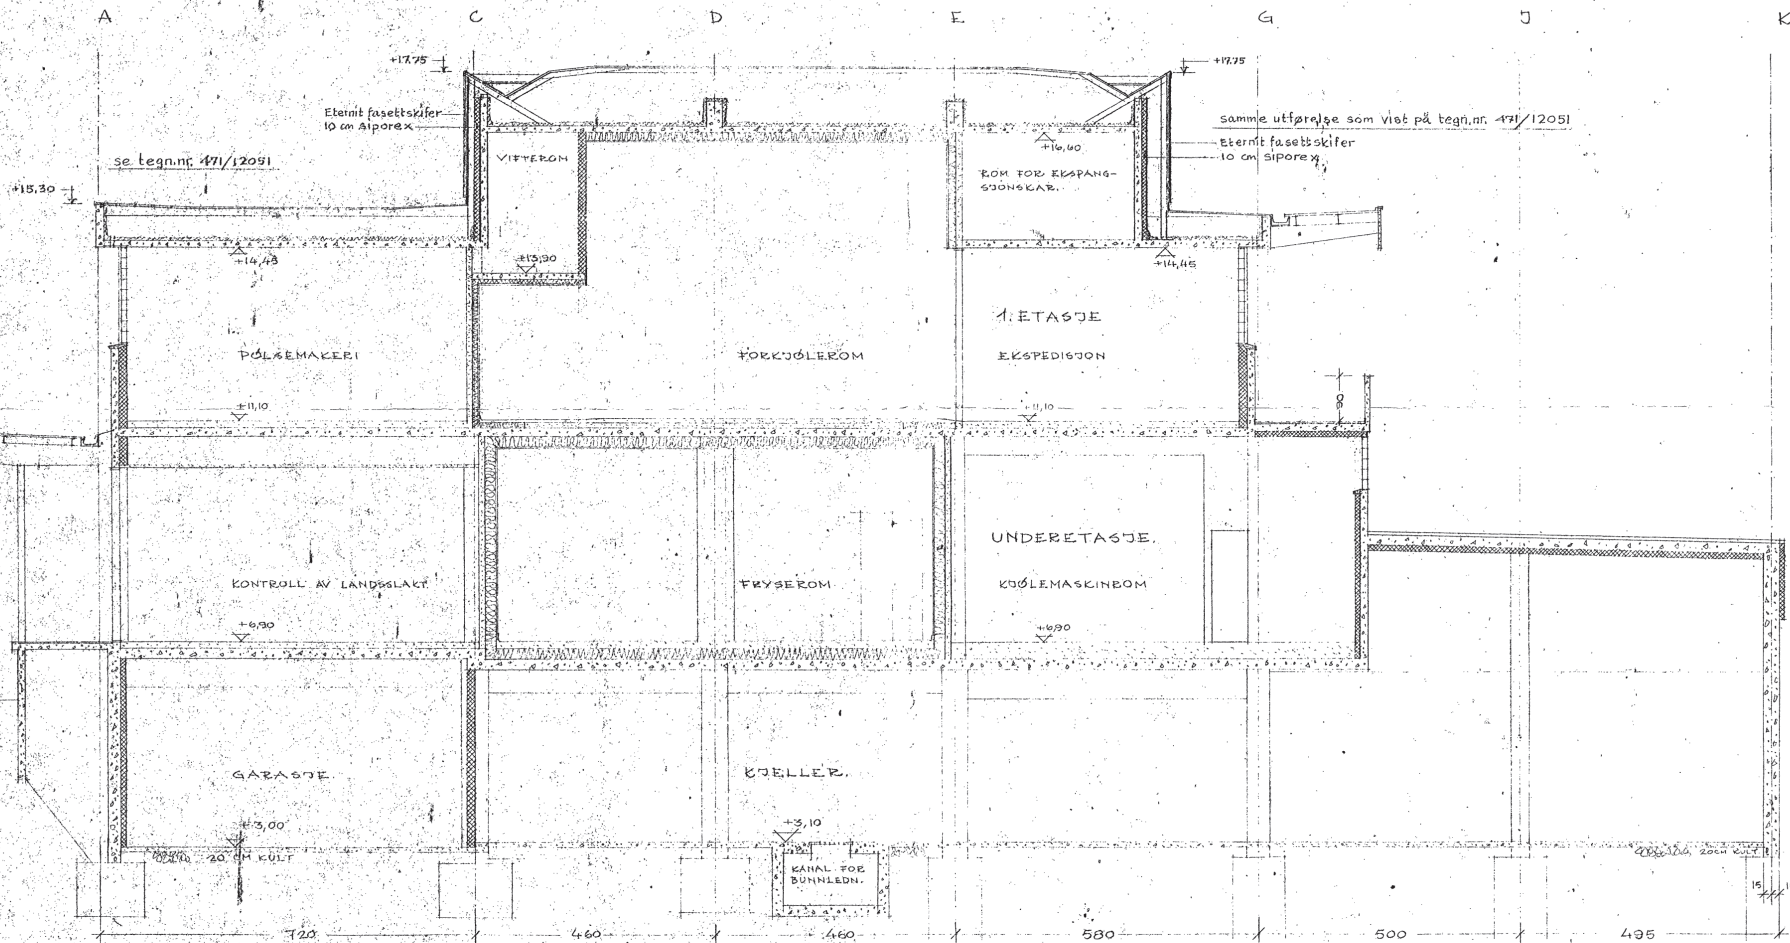 A C D E G J K
+17.75
+17.75
Eternit fasettskifer
10 cm siporex
samme utførelse som vist på tegn.nr. 471/12051
Eternit fasettskifer
10 cm siporex
se tegn.nr. 471/12051
VIFTEROM
+16,60
ROM FOR EKSPANG-
SJONSKAR.
+15,30
+14,45
+13,90
+14,45
1. ETASJE
PØLSEMAKERI
FORKJØLEROM
EKSPEDISJON
+11,10
+11,10
90
UNDERETASJE.
KONTROLL AV LANDSSLAKT
FRYSEROM
KJØLEMASKINROM
+6,90
+6,90
GARASJE
KJELLER.
+3,00
+3,10
20 CM KULT
20 CM KULT
KANAL FOR
BUNNLEDN.
15
720 460 460 580 500 495